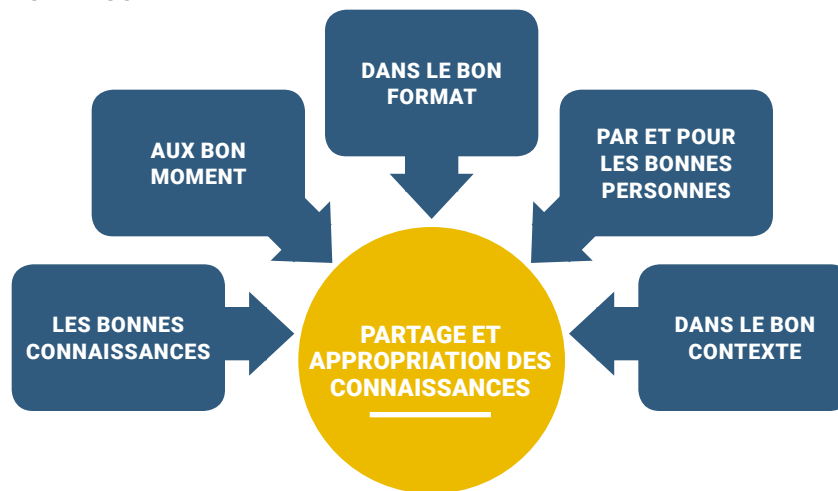 LES BONNES
CONNAISSANCES
AUX BON
MOMENT
DANS LE BON
FORMAT
PAR ET POUR
LES BONNES
PERSONNES
DANS LE BON
CONTEXTE
PARTAGE ET
APPROPRIATION DES
CONNAISSANCES